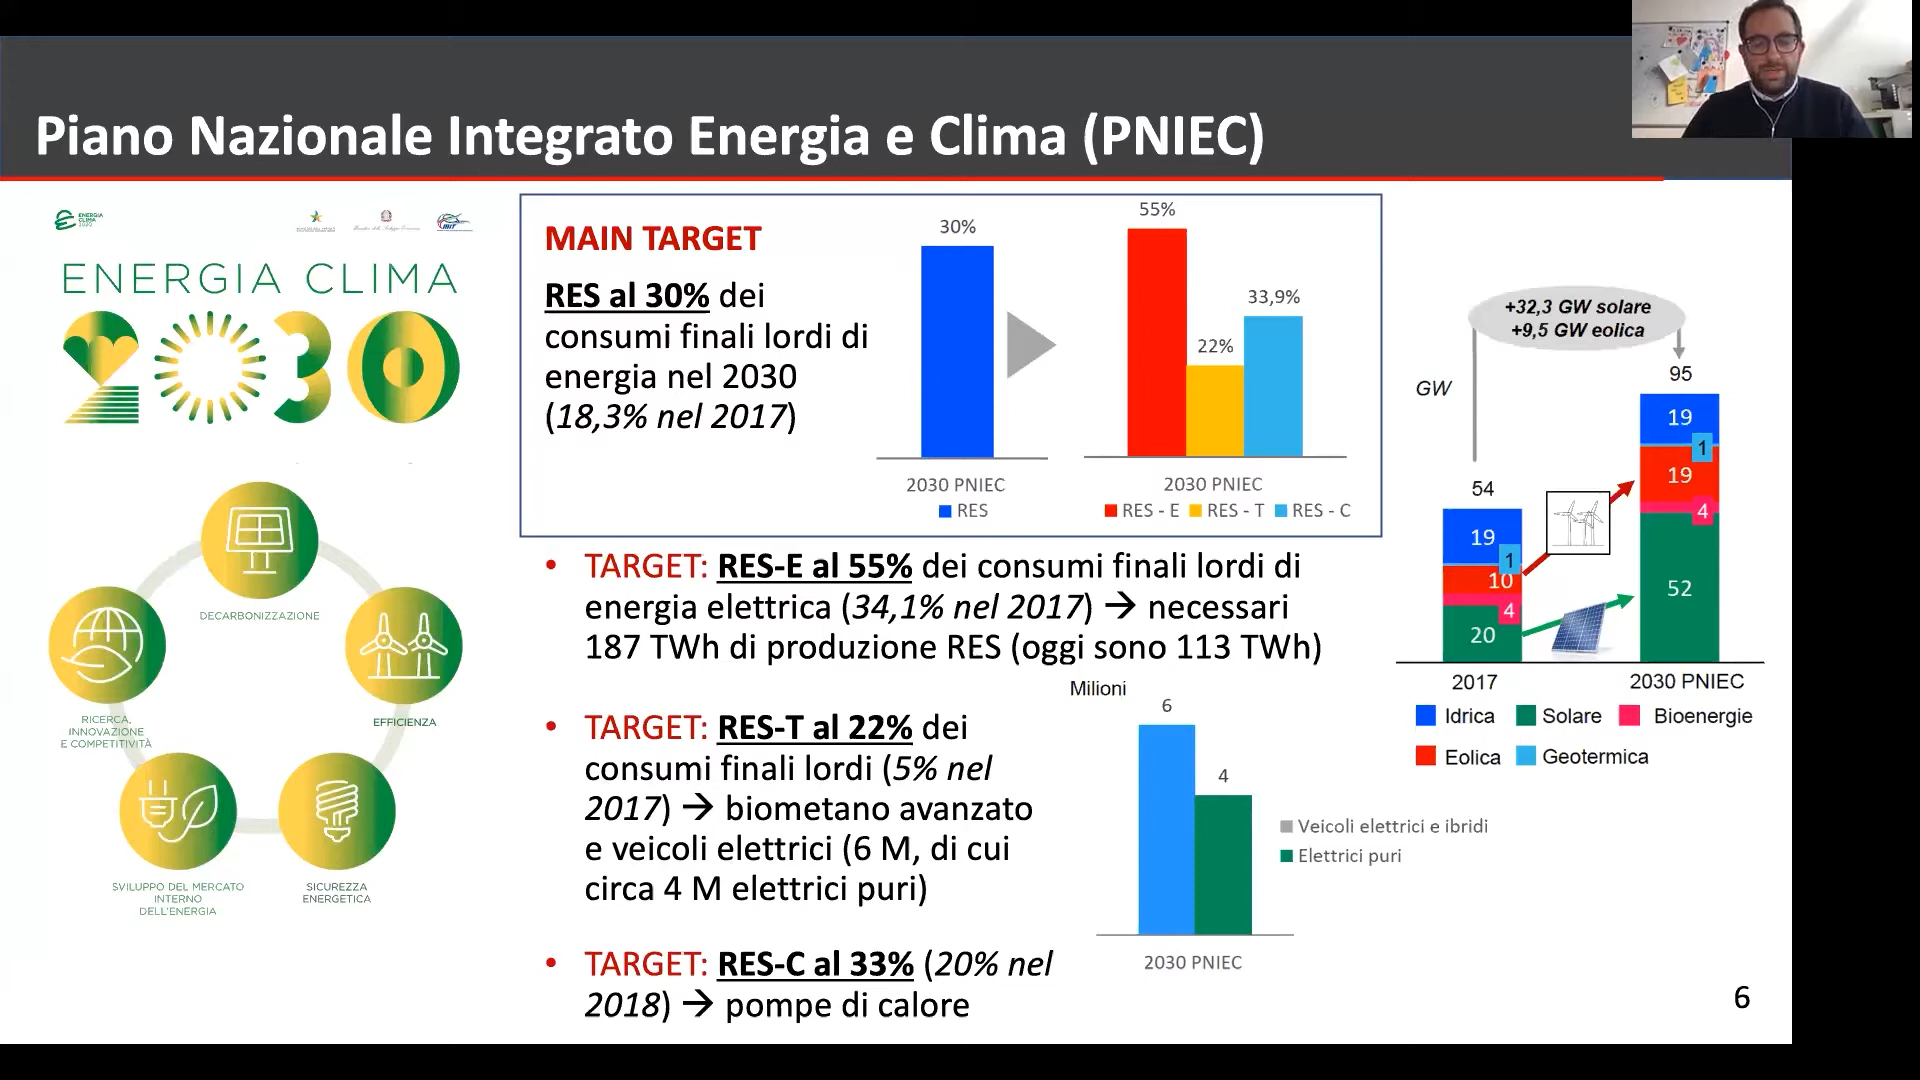 Piano Nazionale Integrato Energia e Clima (PNIEC)
ENERGIA
CLIMA
2030
ENERGIA CLIMA
2030
DECARBONIZZAZIONE
EFFICIENZA
RICERCA,
INNOVAZIONE
E COMPETITIVITÀ
SVILUPPO DEL MERCATO
INTERNO
DELL'ENERGIA
SICUREZZA
ENERGETICA
MAIN TARGET
RES al 30% dei
consumi finali lordi di
energia nel 2030
(18,3% nel 2017)
30%
2030 PNIEC
RES
55%
22%
33,9%
2030 PNIEC
RES - E RES - T RES - C
• TARGET: RES-E al 55% dei consumi finali lordi di
energia elettrica (34,1% nel 2017) → necessari
187 TWh di produzione RES (oggi sono 113 TWh)
• TARGET: RES-T al 22% dei
consumi finali lordi (5% nel
2017) → biometano avanzato
e veicoli elettrici (6 M, di cui
circa 4 M elettrici puri)
• TARGET: RES-C al 33% (20% nel
2018) → pompe di calore
Milioni
6
4
2030 PNIEC
Veicoli elettrici e ibridi
Elettrici puri
+32,3 GW solare
+9,5 GW eolica
GW
54
19
1
10
4
20
2017
95
19
1
19
4
52
2030 PNIEC
Idrica Solare Bioenergie
Eolica Geotermica
6